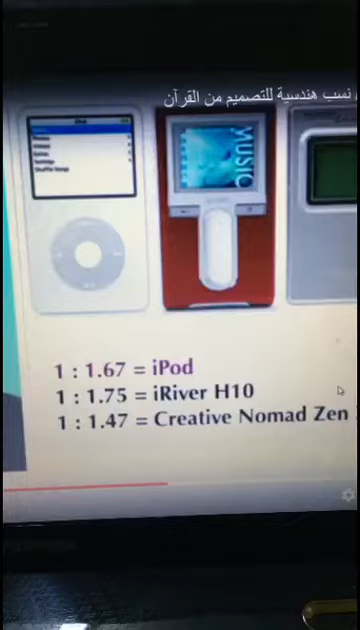 نسب هندسية للتصميم من القرآن
MUSIC
1 : 1.67 = iPod
1 : 1.75 = iRiver H10
1 : 1.47 = Creative Nomad Zen